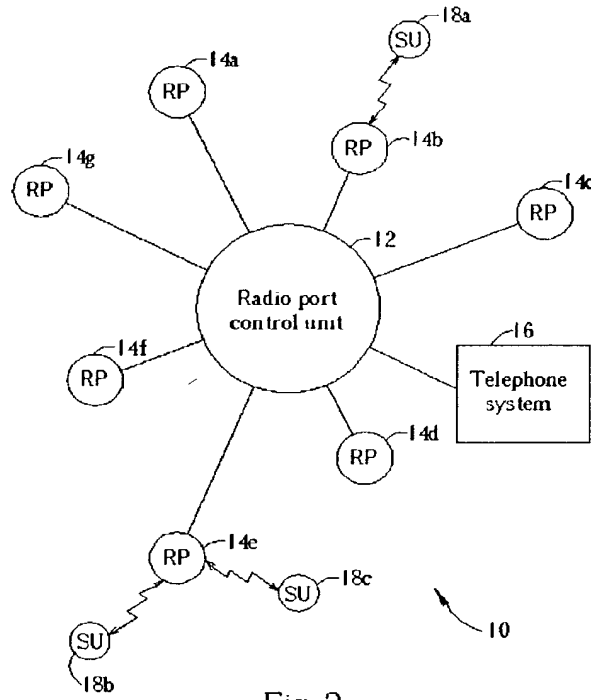 18a
SU
14a
RP
RP
14b
14g
RP
14c
RP
12
Radio port
control unit
16
Telephone
system
14f
RP
RP
14d
RP
14e
SU
18c
SU
18b
10
Fig. 2